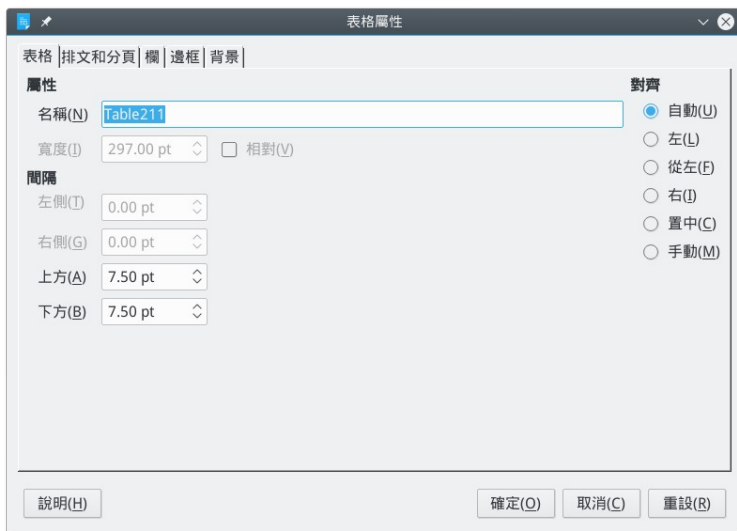 表格屬性
表格 排文和分頁 欄 邊框 背景
屬性
名稱(N) Table211
寬度(I) 297.00 pt 相對(V)
間隔
左側(T) 0.00 pt
右側(G) 0.00 pt
上方(A) 7.50 pt
下方(B) 7.50 pt
對齊
自動(U)
左(L)
從左(F)
右(I)
置中(C)
手動(M)
說明(H) 確定(O) 取消(C) 重設(R)